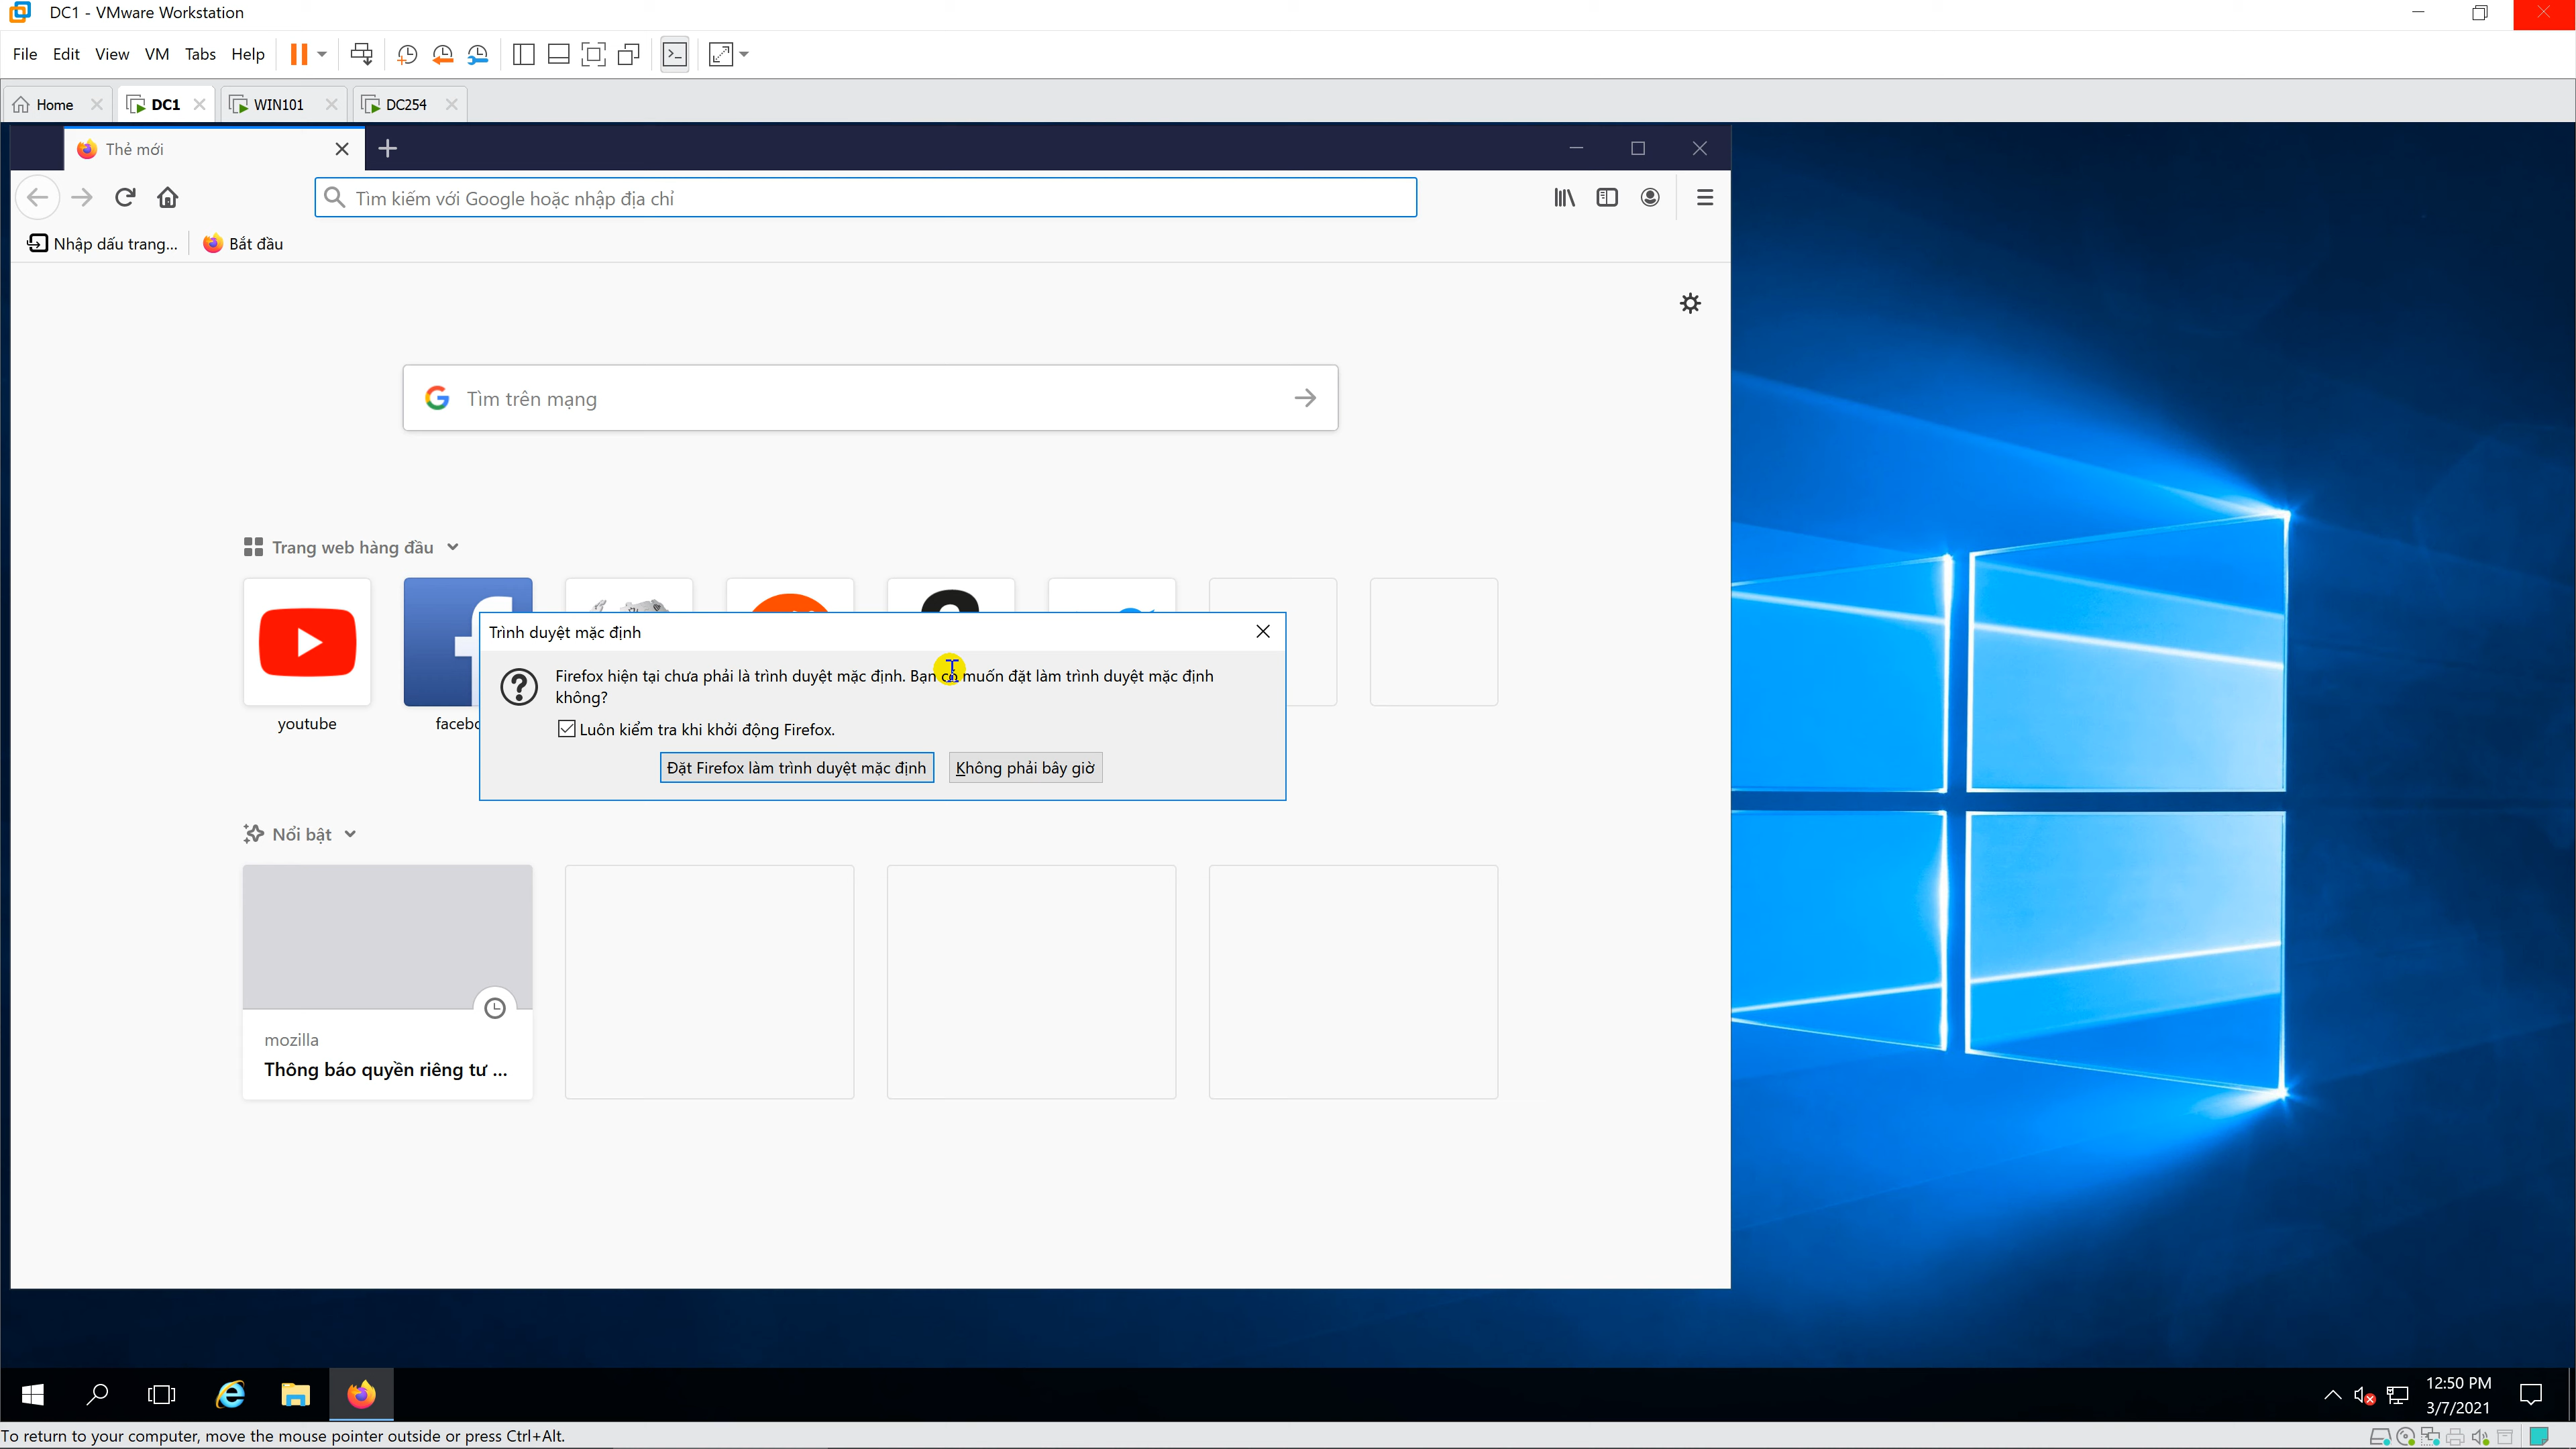 DC1 - VMware Workstation
File Edit View VM Tabs Help
Home DC1 WIN101 DC254
Thẻ mới
Tìm kiếm với Google hoặc nhập địa chỉ
Nhập dấu trang... Bắt đầu
Tìm trên mạng
Trang web hàng đầu
youtube
Trình duyệt mặc định
Firefox hiện tại chưa phải là trình duyệt mặc định. Bạn có muốn đặt làm trình duyệt mặc định
không?
Luôn kiểm tra khi khởi động Firefox.
Đặt Firefox làm trình duyệt mặc định Không phải bây giờ
Nổi bật
mozilla
Thông báo quyền riêng tư ...
12:50 PM
3/7/2021
To return to your computer, move the mouse pointer outside or press Ctrl+Alt.